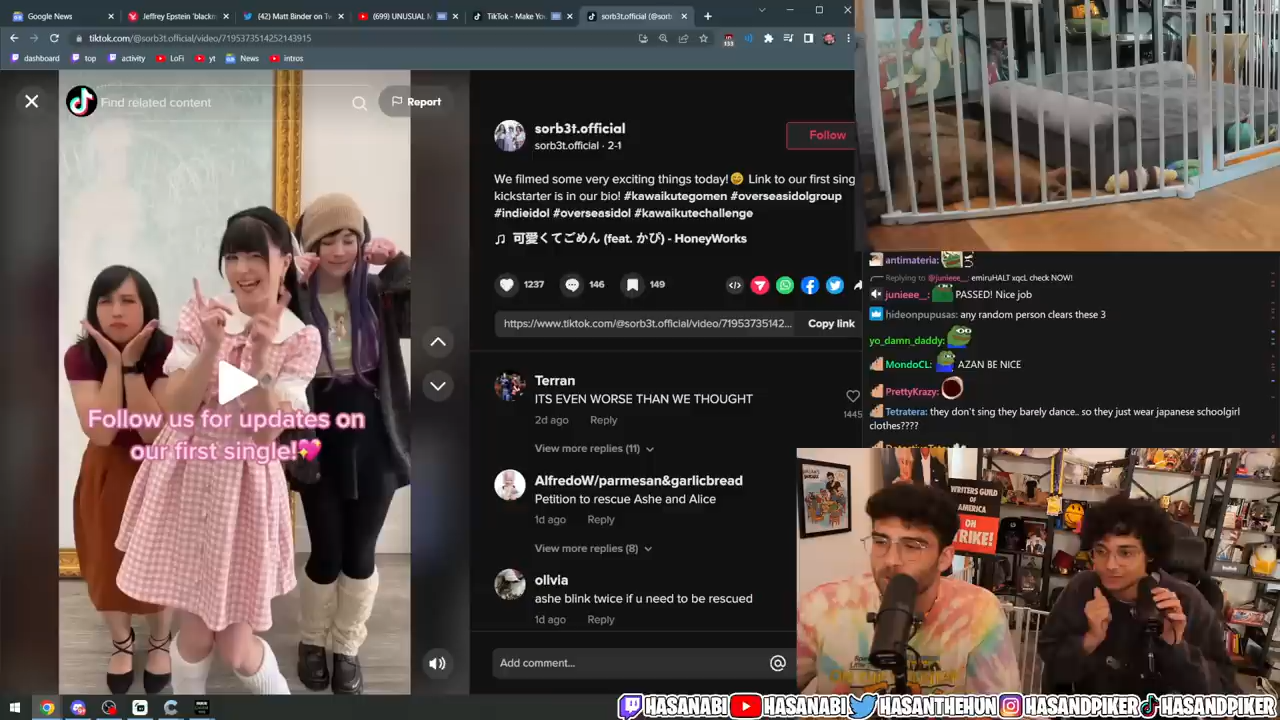 Google News
Jeffrey Epstein 'blackm
(42) Matt Binder on Tw
(699) UNUSUAL M
TikTok - Make You
sorb3t.official (@sorb
tiktok.com/@sorb3t.official/video/7195373514252143915
dashboard
top
activity
LoFi
yt
News
intros
Find related content
Report
sorb3t.official
sorb3t.official · 2-1
Follow
We filmed some very exciting things today!😄 Link to our first sing
kickstarter is in our bio! #kawaikutegomen #overseasidolgroup
#indieidol #overseasidol #kawaikutechallenge
♫ 可愛くてごめん (feat. かぴ) - HoneyWorks
1237
146
149
https://www.tiktok.com/@sorb3t.official/video/71953735142...
Copy link
Follow us for updates on
our first single!💖
Terran
ITS EVEN WORSE THAN WE THOUGHT
2d ago
Reply
1445
View more replies (11)
AlfredoW/parmesan&garlicbread
Petition to rescue Ashe and Alice
1d ago
Reply
View more replies (8)
olivia
ashe blink twice if u need to be rescued
1d ago
Reply
Add comment...
antimateria:
Replying to @junieee__: emiruHALT xqcL check NOW!
junieee__: PASSED! Nice job
hideonpupusas: any random person clears these 3
yo_damn_daddy:
MondoCL: AZAN BE NICE
PrettyKrazy:
Tetratera: they don't sing they barely dance.. so they just wear japanese schoolgirl
clothes????
WRITERS GUILD
OF
AMERICA
ON
STRIKE!
HASANABI
HASANABI
HASANTHEHUN
HASANDPIKER
HASANDPIKER